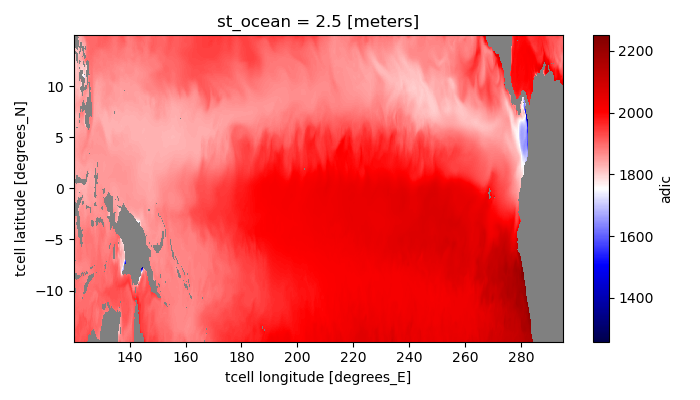 st_ocean = 2.5 [meters]
10
5
0
−5
−10
tcell latitude [degrees_N]
140 160 180 200 220 240 260 280
tcell longitude [degrees_E]
2200
2000
1800
1600
1400
adic